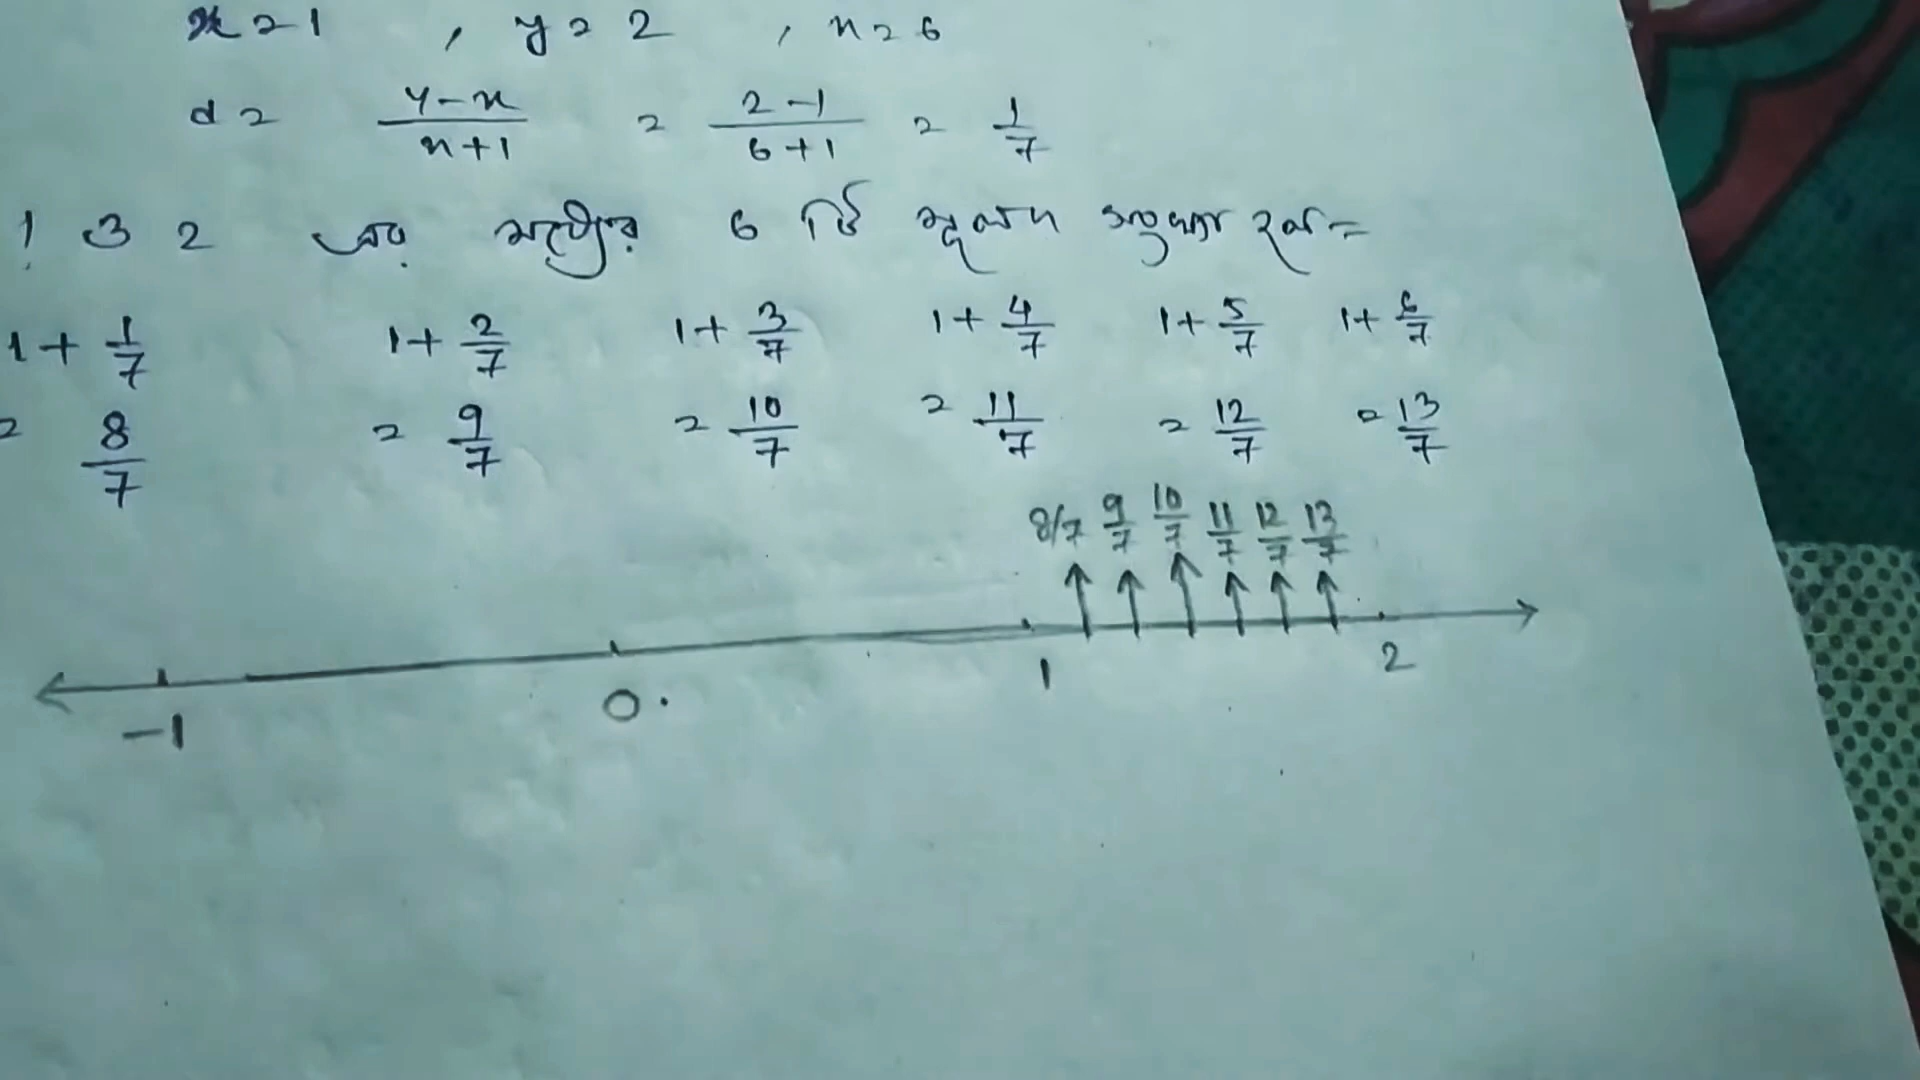 x = 1 , y = 2 , n = 6
d = (y-x)/(n+1) = (2-1)/(6+1) = 1/7
1 ও 2 এর মধ্যের 6 টি মূলদ সংখ্যা হল =
1+1/7 1+2/7 1+3/7 1+4/7 1+5/7 1+6/7
= 8/7 = 9/7 = 10/7 = 11/7 = 12/7 = 13/7
8/7 9/7 10/7 11/7 12/7 13/7
-1 0 1 2